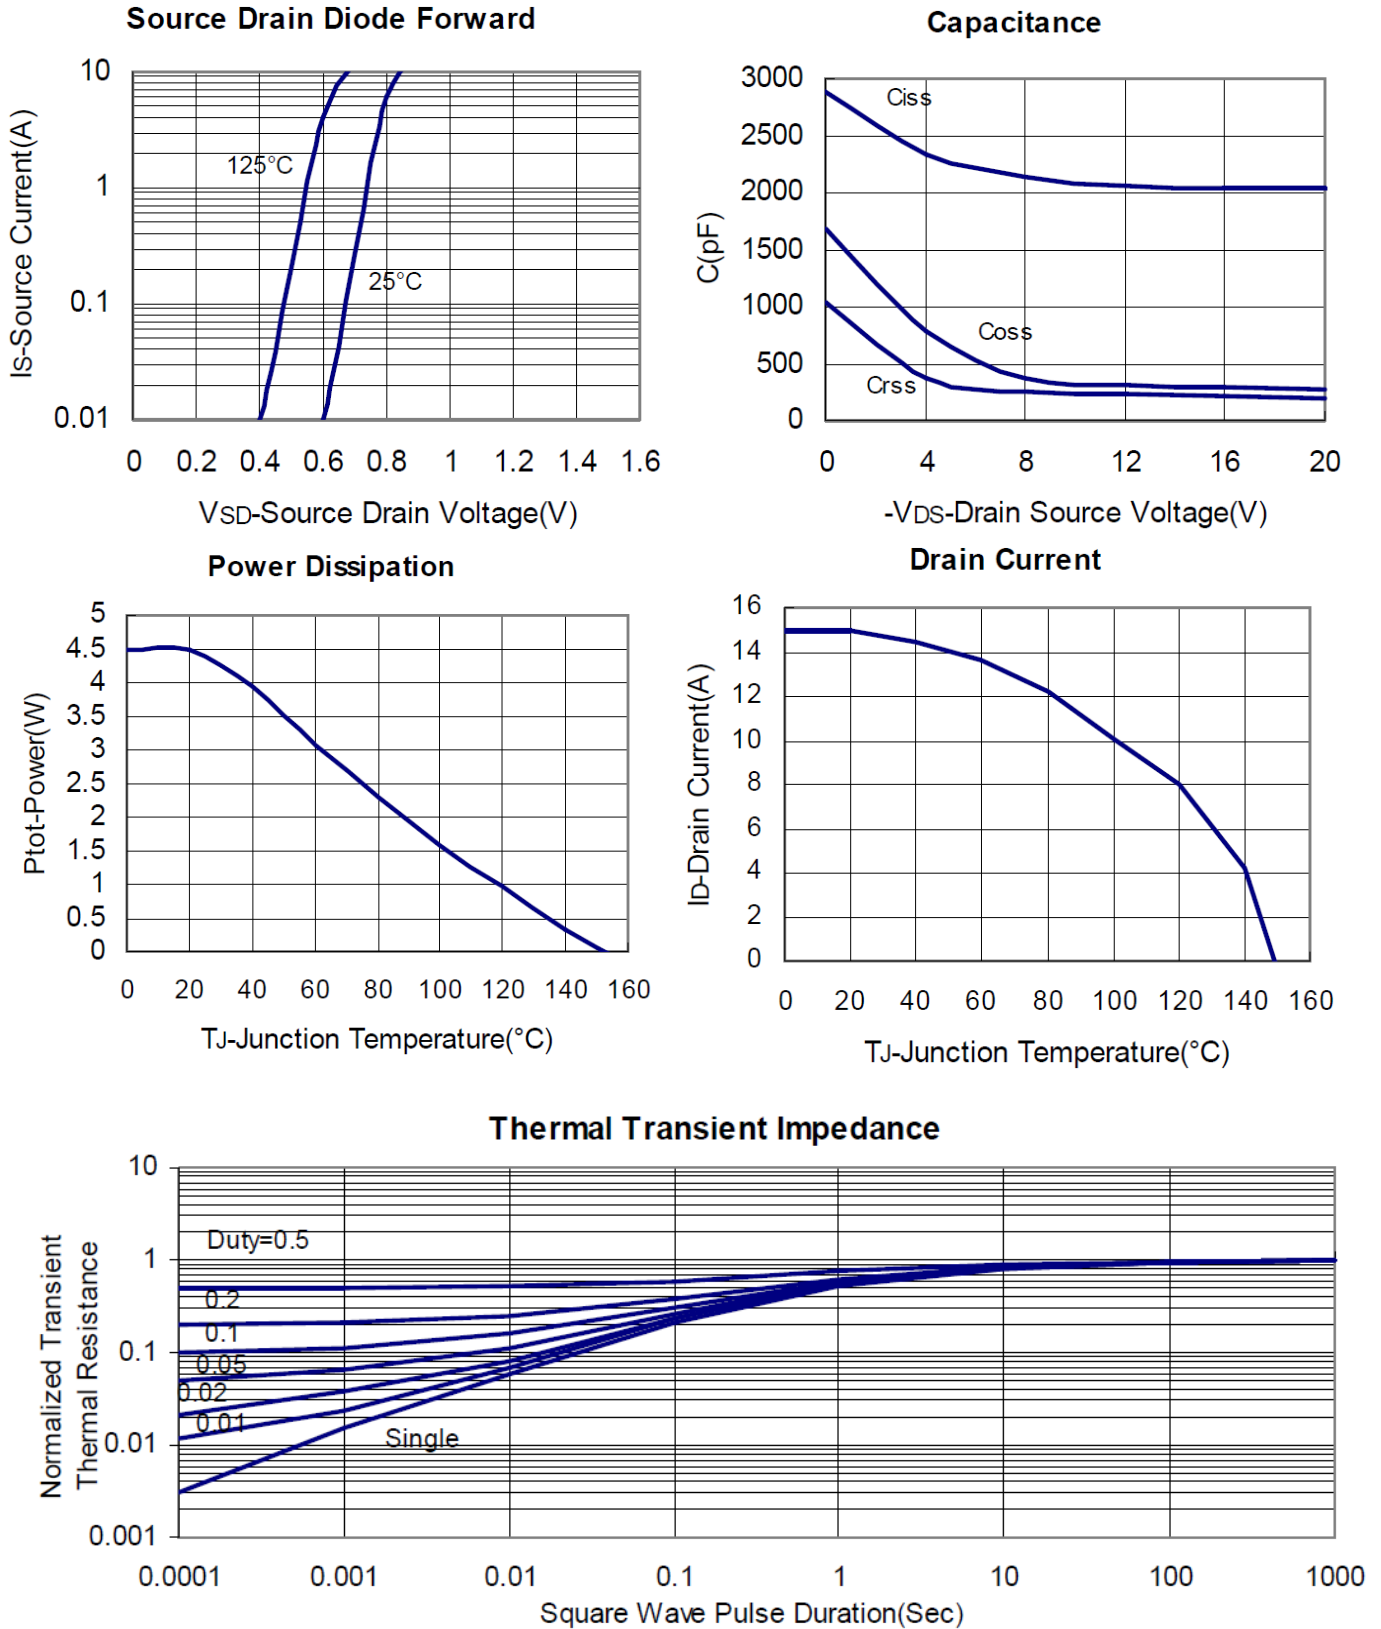 Source Drain Diode Forward
10
1
0.1
0.01
IS-Source Current(A)
125°C
25°C
0 0.2 0.4 0.6 0.8 1 1.2 1.4 1.6
VSD-Source Drain Voltage(V)
Capacitance
3000
2500
2000
1500
1000
500
0
C(pF)
Ciss
Coss
Crss
0 4 8 12 16 20
-VDS-Drain Source Voltage(V)
Power Dissipation
5
4.5
4
3.5
3
2.5
2
1.5
1
0.5
0
Ptot-Power(W)
0 20 40 60 80 100 120 140 160
TJ-Junction Temperature(°C)
Drain Current
16
14
12
10
8
6
4
2
0
ID-Drain Current(A)
0 20 40 60 80 100 120 140 160
TJ-Junction Temperature(°C)
Thermal Transient Impedance
10
1
0.1
0.01
0.001
Normalized Transient
Thermal Resistance
Duty=0.5
0.2
0.1
0.05
0.02
0.01
Single
0.0001 0.001 0.01 0.1 1 10 100 1000
Square Wave Pulse Duration(Sec)